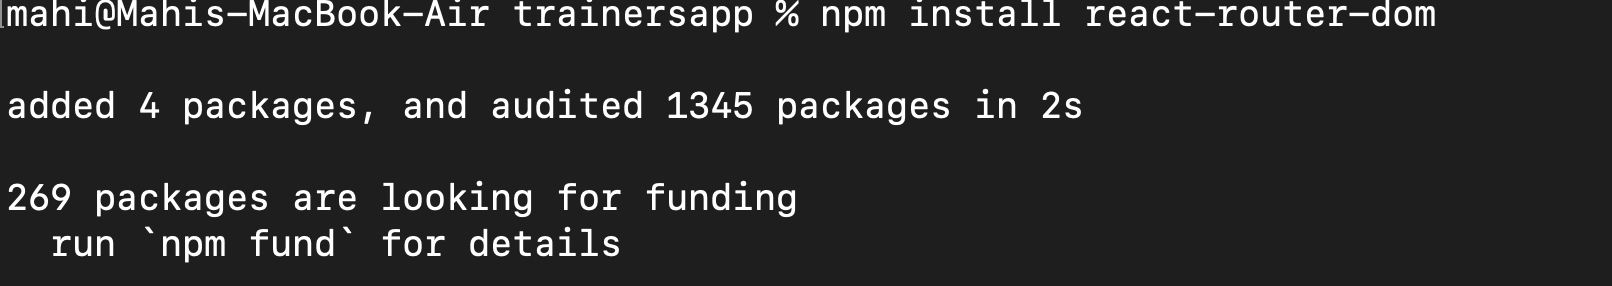 mahi@Mahis-MacBook-Air trainersapp % npm install react-router-dom
added 4 packages, and audited 1345 packages in 2s
269 packages are looking for funding
  run `npm fund` for details